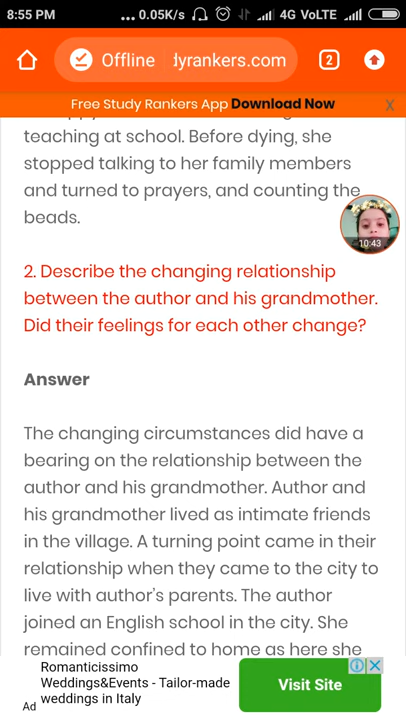 8:55 PM ... 0.05K/s 4G VoLTE
Offline dyrankers.com 2
Free Study Rankers App Download Now X
teaching at school. Before dying, she
stopped talking to her family members
and turned to prayers, and counting the
beads.
10:43
2. Describe the changing relationship
between the author and his grandmother.
Did their feelings for each other change?
Answer
The changing circumstances did have a
bearing on the relationship between the
author and his grandmother. Author and
his grandmother lived as intimate friends
in the village. A turning point came in their
relationship when they came to the city to
live with author's parents. The author
joined an English school in the city. She
remained confined to home as here she
Romanticissimo
Weddings&Events - Tailor-made
weddings in Italy
Ad
Visit Site